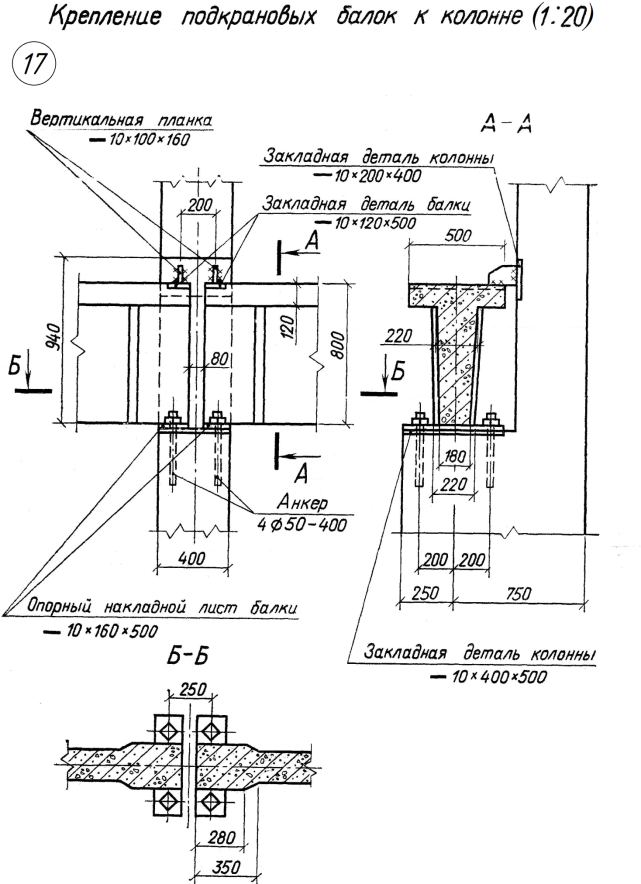 Крепление подкрановых балок к колонне (1:20)
17
Вертикальная планка
— 10×100×160
А-А
Закладная деталь колонны
— 10×200×400
200
Закладная деталь балки
— 10×120×500
А
500
940
120
800
220
Б
80
Б
А
180
220
Анкер
4 ф 50-400
400
200
200
250
750
Опорный накладной лист балки
— 10×160×500
Закладная деталь колонны
— 10×400×500
Б-Б
250
280
350